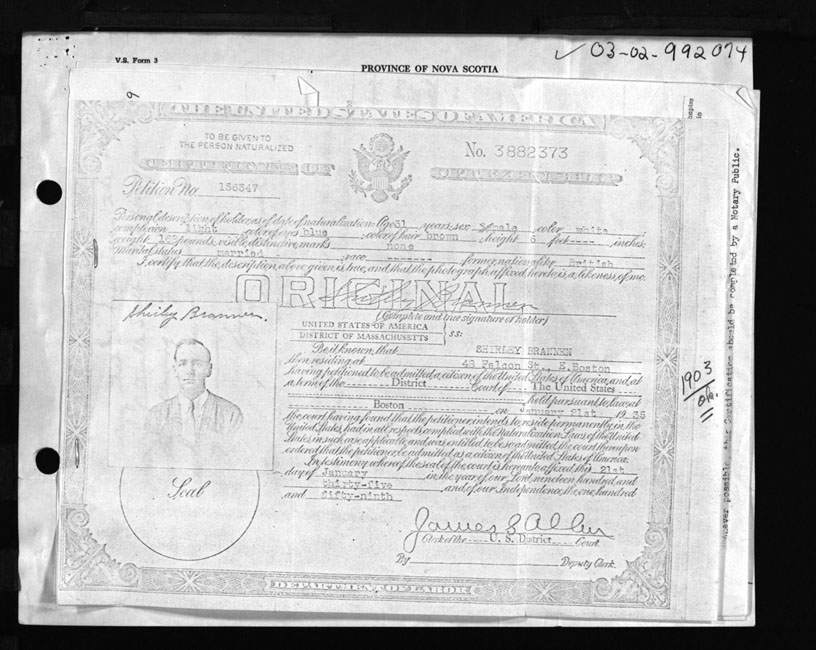 V.S. Form 3
PROVINCE OF NOVA SCOTIA
✓ 03-02-992074
THE UNITED STATES OF AMERICA
TO BE GIVEN TO
THE PERSON NATURALIZED
No. 3882373
CERTIFICATE OF CITIZENSHIP
Petition No. 156347
Personal description of holder as of date of naturalization: Age 31 years; sex male color white
complexion light color of eyes blue color of hair brown height 6 feet ---- inches;
weight 162 pounds; visible distinctive marks none
Marital status married race ------- former nationality British
I certify that the description above given is true, and that the photograph affixed hereto is a likeness of me.
ORIGINAL
Shirley Brannen
(Complete and true signature of holder)
Shirley Brannen.
UNITED STATES OF AMERICA
DISTRICT OF MASSACHUSETTS
ss:
Be it known, that SHIRLEY BRANNEN
then residing at 48 Falcon St., E. Boston
having petitioned to be admitted a citizen of the United States of America, and at
a term of the District Court of The United States
held pursuant to law at
Boston on January 21st 1935
the court having found that the petitioner intends to reside permanently in the
United States, had in all respects complied with the Naturalization Laws of the United
States in such case applicable, and was entitled to be so admitted, the court thereupon
ordered that the petitioner be admitted as a citizen of the United States of America.
In testimony whereof the seal of the court is hereunto affixed this 21st
day of January in the year of our Lord nineteen hundred and
thirty-five and of our Independence the one hundred
and fifty-ninth
Seal
James S Allen
Clerk of the U. S. District Court.
By Deputy Clerk.
DEPARTMENT OF LABOR
1903
ok.
possible, the Certification should be completed by a Notary Public.